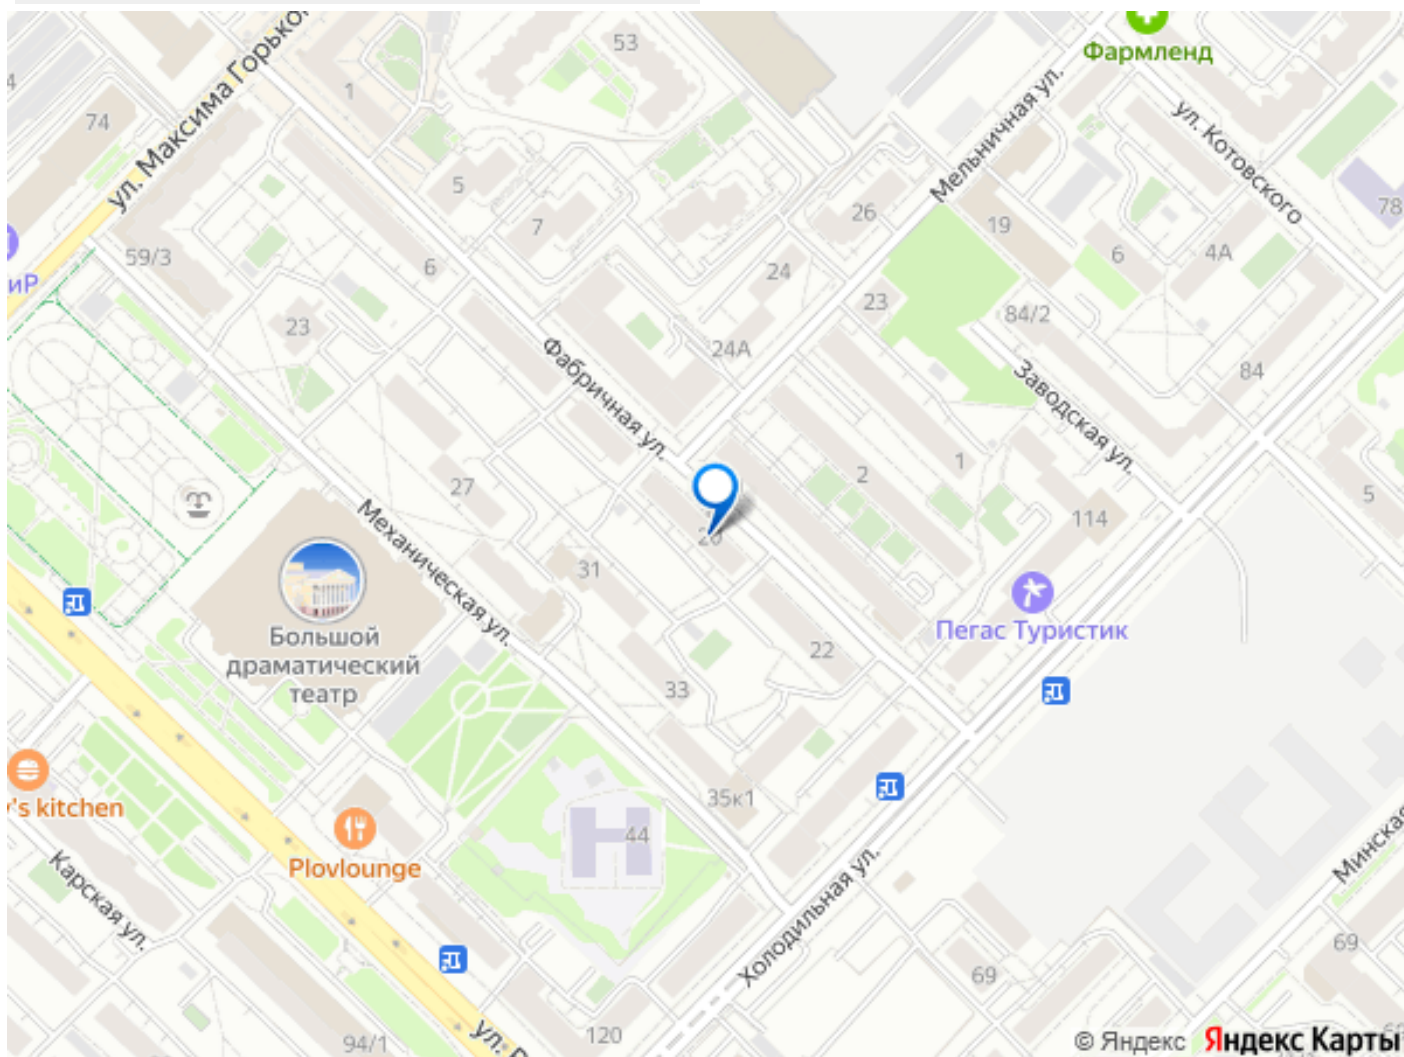 53
Фармленд
ул. Максима Горького
1
74
Мельничная ул.
ул. Котовского
5
26
78
7
19
59/3
6
6
4А
24
иР
23
84/2
23
24А
Фабричная ул.
84
Заводская ул.
27
2
1
5
Механическая ул.
114
31
Пегас Туристик
Большой
драматический
театр
22
33
35к1
's kitchen
44
Plovlounge
Карская ул.
Холодильная ул.
Минская
69
69
94/1
120
ул.
© Яндекс Яндекс Карты